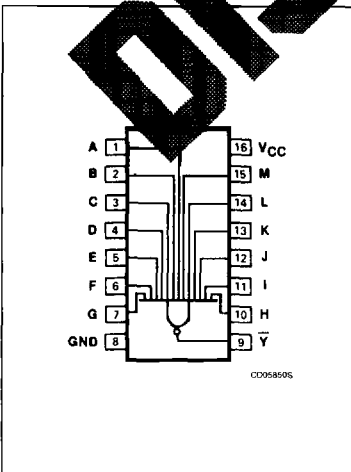 A 1 16 VCC
B 2 15 M
C 3 14 L
D 4 13 K
E 5 12 J
F 6 11 I
G 7 10 H
GND 8 9 Y̅
CD05850S